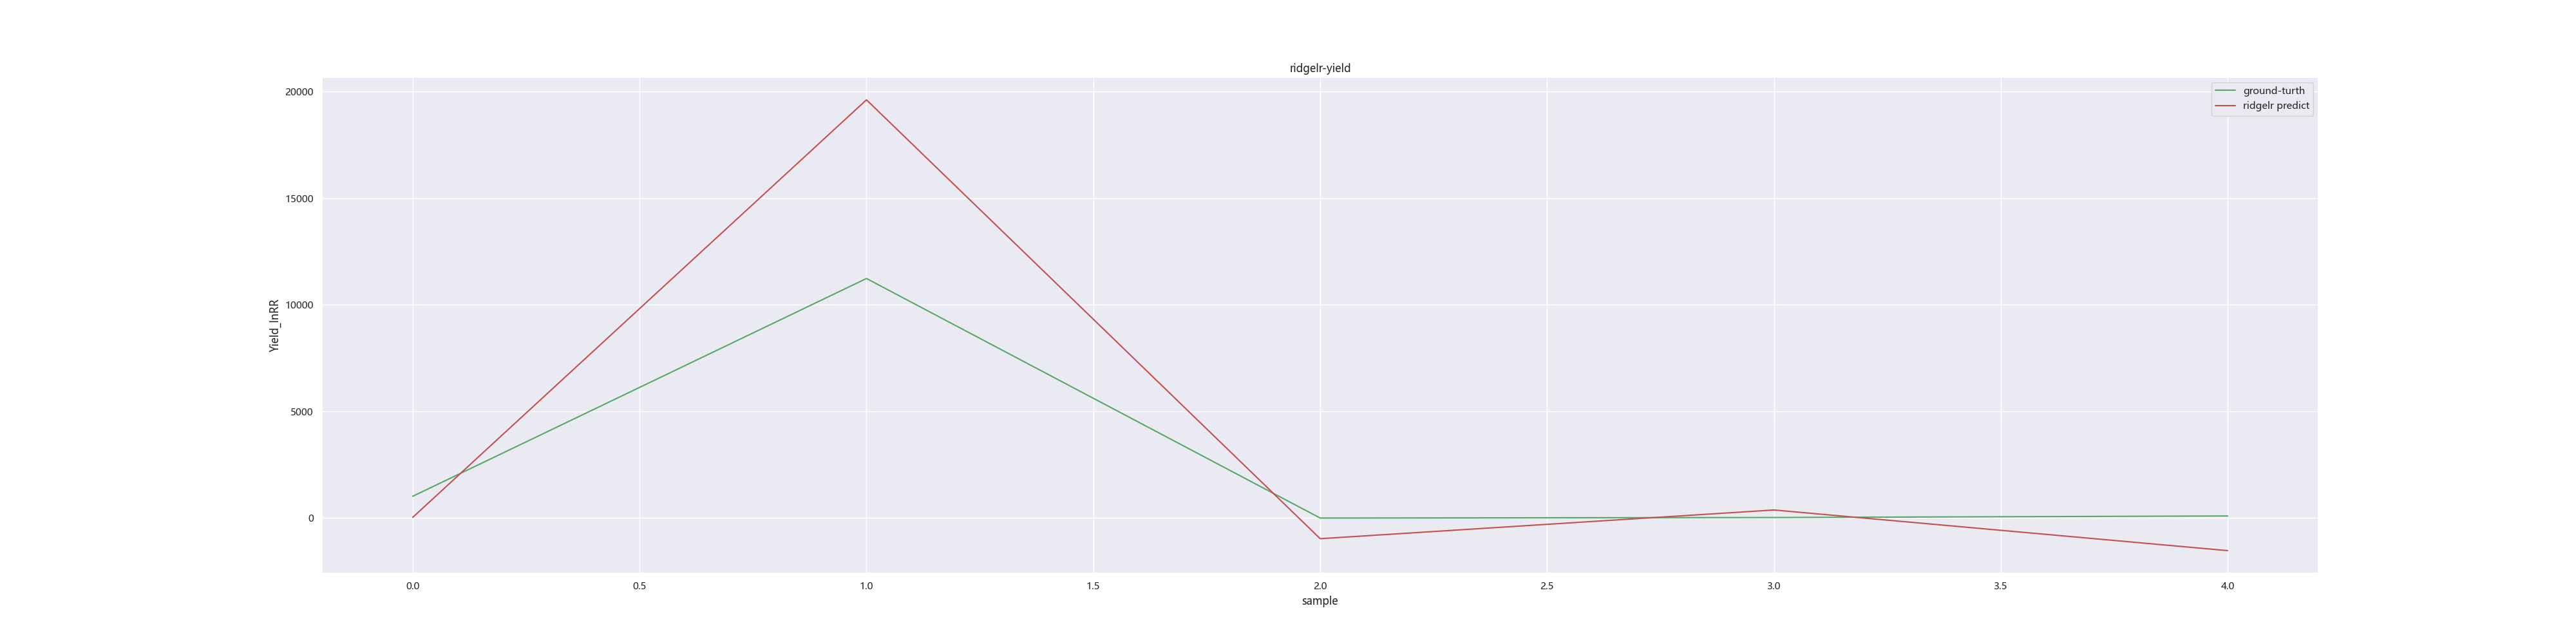 ridgelr-yield
ground-turth
ridgelr predict
20000
15000
10000
5000
0
Yield_lnRR
0.0 0.5 1.0 1.5 2.0 2.5 3.0 3.5 4.0
sample